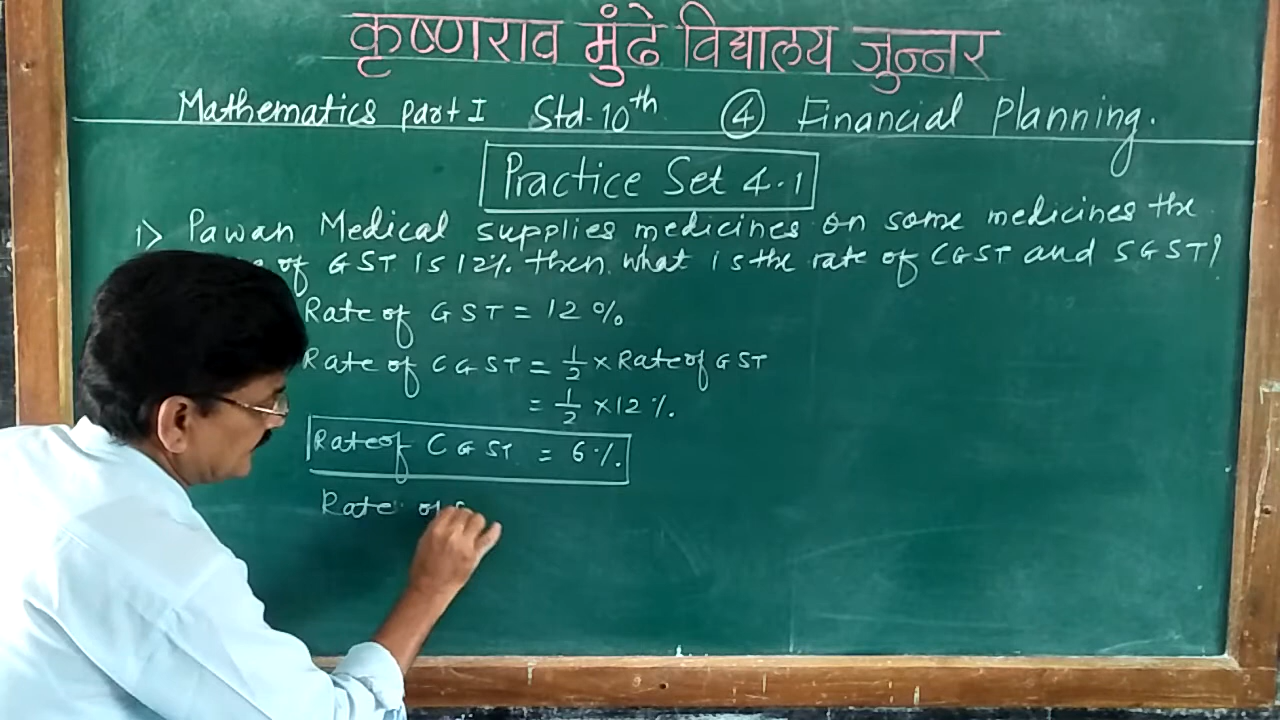 कृष्णराव मुंढे विद्यालय जुन्नर
Mathematics part I Std. 10th ④ Financial Planning.
Practice Set 4.1
1> Pawan Medical supplies medicines on some medicines the
of GST is 12%. then what is the rate of CGST and SGST?
Rate of GST = 12%
Rate of CGST = 1/2 × Rate of GST
= 1/2 × 12%.
Rate of CGST = 6%.
Rate of